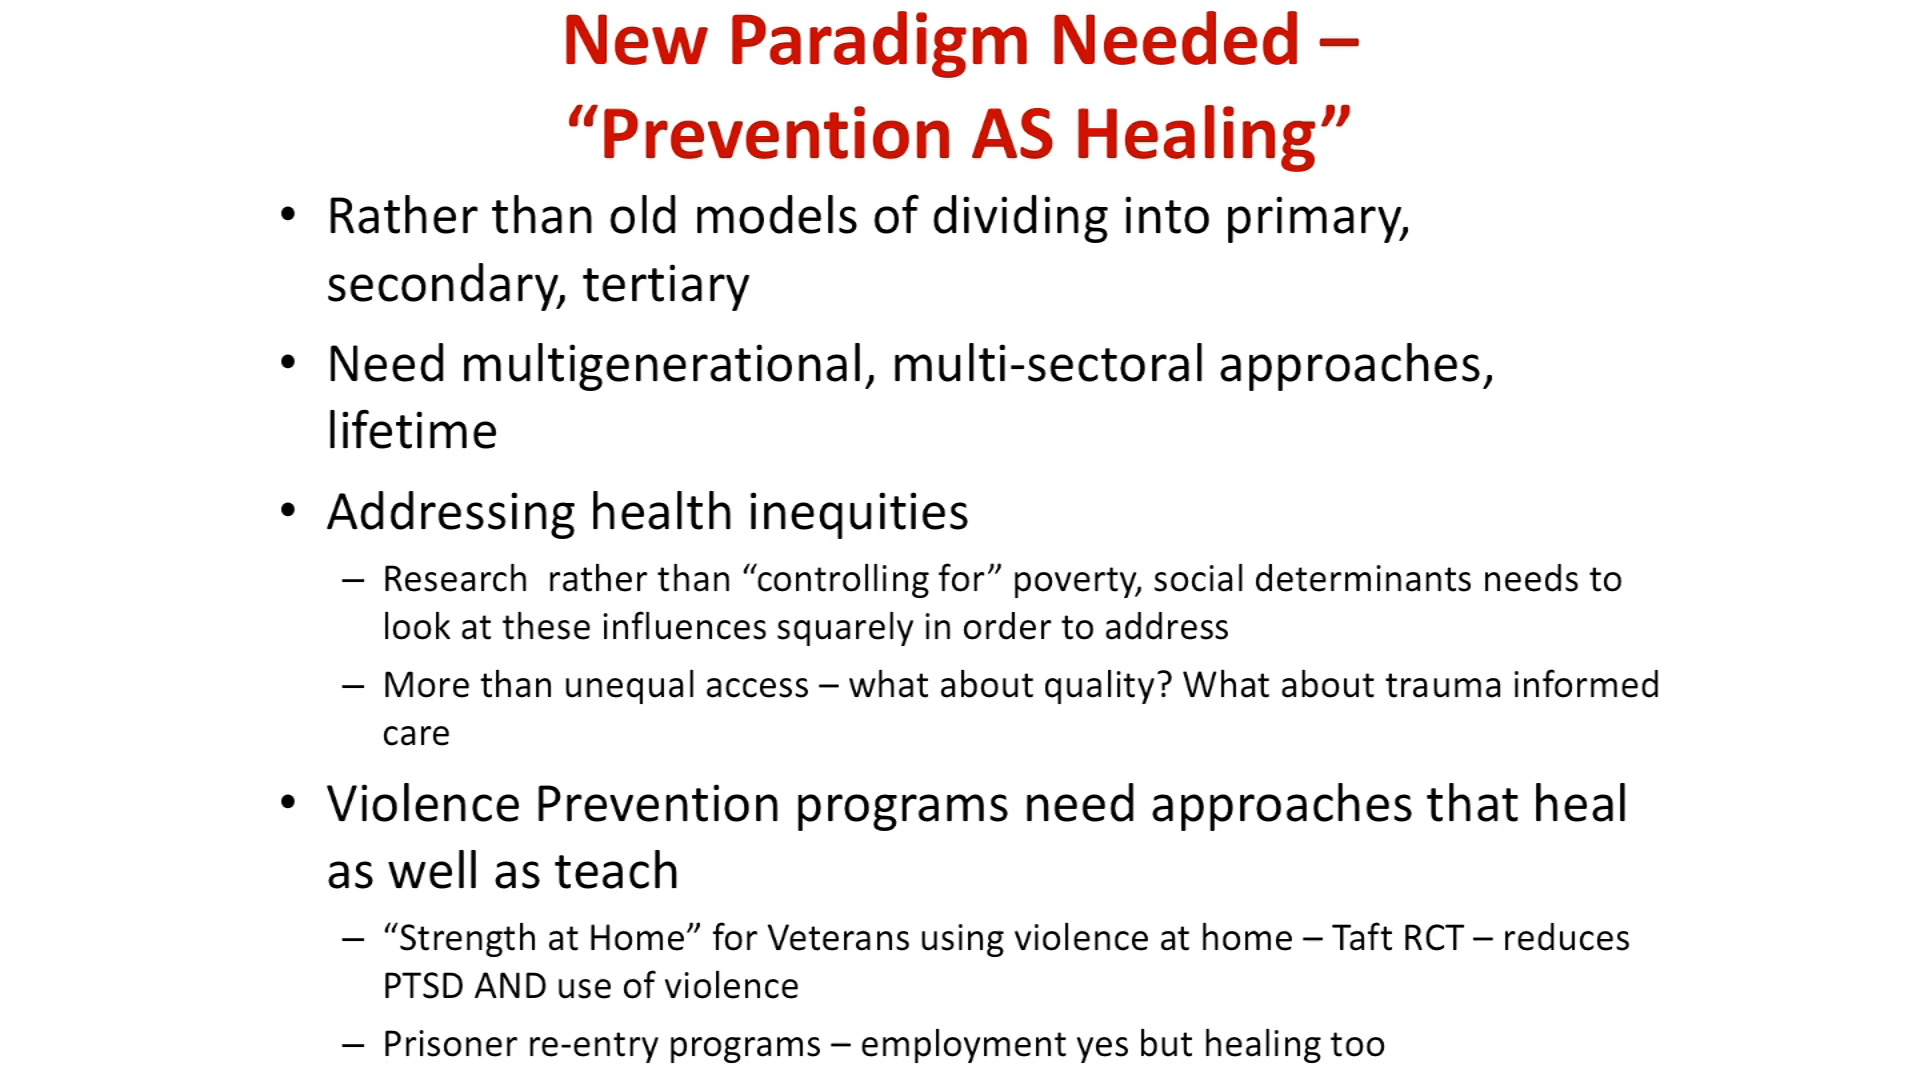 New Paradigm Needed –
“Prevention AS Healing”
• Rather than old models of dividing into primary,
secondary, tertiary
• Need multigenerational, multi-sectoral approaches,
lifetime
• Addressing health inequities
– Research  rather than “controlling for” poverty, social determinants needs to
look at these influences squarely in order to address
– More than unequal access – what about quality? What about trauma informed
care
• Violence Prevention programs need approaches that heal
as well as teach
– “Strength at Home” for Veterans using violence at home – Taft RCT – reduces
PTSD AND use of violence
– Prisoner re-entry programs – employment yes but healing too